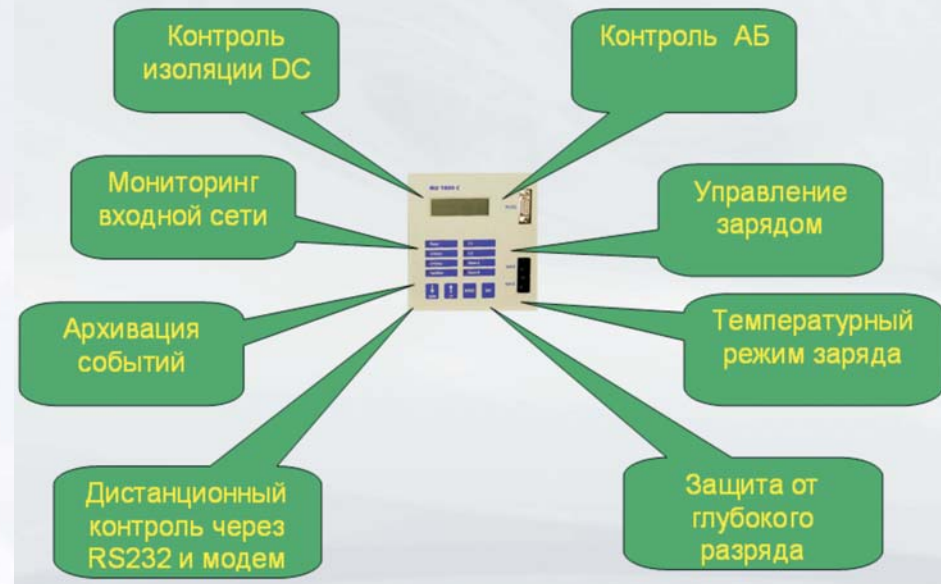 Контроль
изоляции DC
Контроль АБ
Мониторинг
входной сети
Управление
зарядом
Архивация
событий
Температурный
режим заряда
Дистанционный
контроль через
RS232 и модем
Защита от
глубокого
разряда